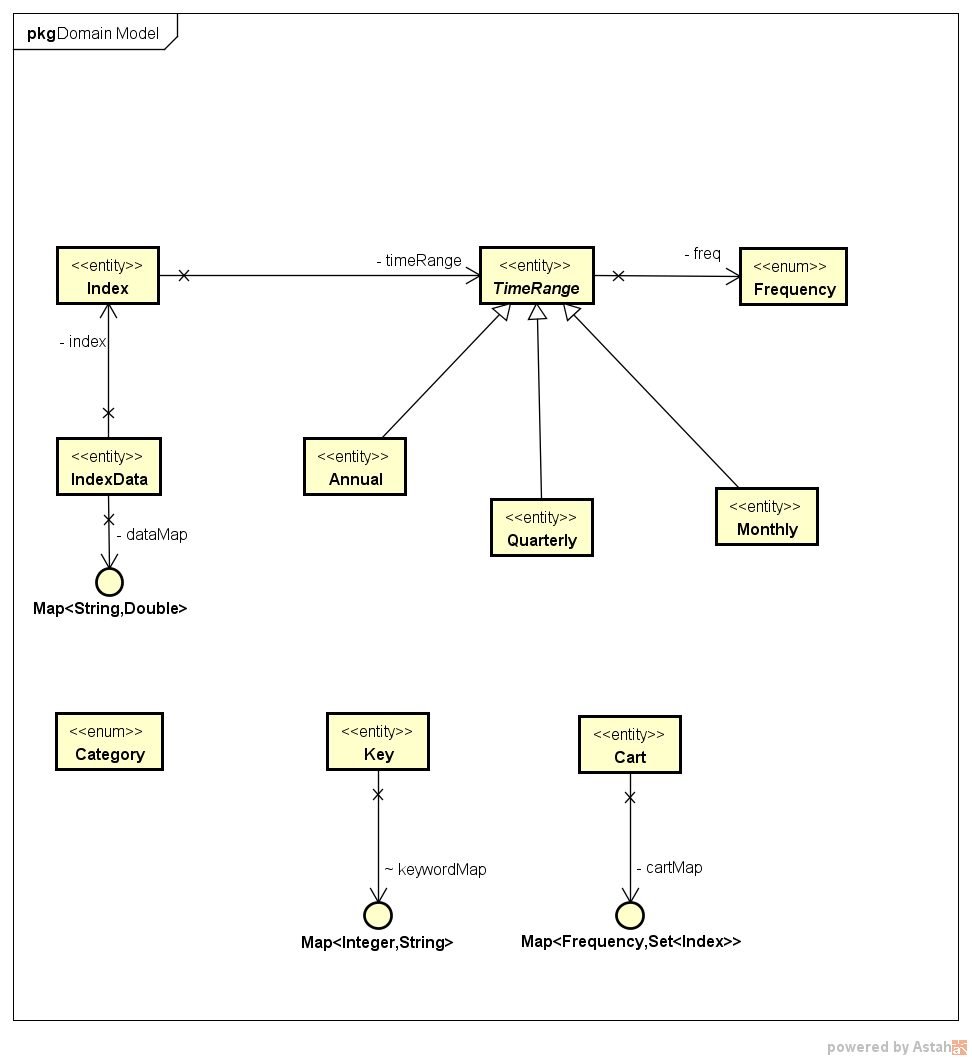 pkg Domain Model
<<entity>>
Index
- timeRange
<<entity>>
TimeRange
- freq
<<enum>>
Frequency
- index
<<entity>>
IndexData
<<entity>>
Annual
<<entity>>
Quarterly
<<entity>>
Monthly
- dataMap
Map<String,Double>
<<enum>>
Category
<<entity>>
Key
<<entity>>
Cart
~ keywordMap
- cartMap
Map<Integer,String>
Map<Frequency,Set<Index>>
powered by Astah